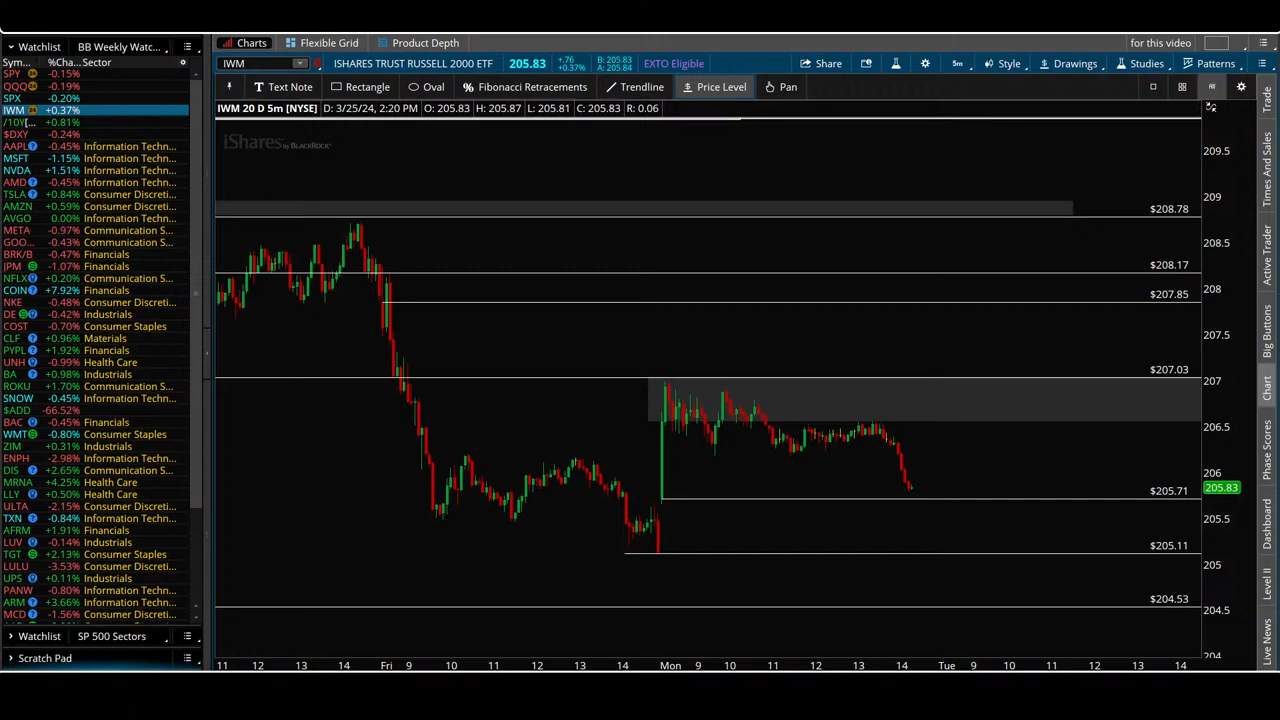 Watchlist BB Weekly Watc...
Charts Flexible Grid Product Depth for this video
Sym... %Cha... Sector
IWM ISHARES TRUST RUSSELL 2000 ETF 205.83 +.76 +0.37% B: 205.83 A: 205.84 EXTO Eligible Share 5m Style Drawings Studies Patterns
Text Note Rectangle Oval Fibonacci Retracements Trendline Price Level Pan
IWM 20 D 5m [NYSE] D: 3/25/24, 2:20 PM O: 205.83 H: 205.87 L: 205.81 C: 205.83 R: 0.06
iShares by BLACKROCK
SPY -0.15%
QQQ -0.19%
SPX -0.20%
IWM +0.37%
/10Y[... +0.81%
$DXY -0.24%
AAPL -0.45% Information Techn...
MSFT -1.15% Information Techn...
NVDA +1.51% Information Techn...
AMD -0.45% Information Techn...
TSLA +0.84% Consumer Discreti...
AMZN +0.59% Consumer Discreti...
AVGO 0.00% Information Techn...
META -0.97% Communication S...
GOO... -0.43% Communication S...
BRK/B -0.47% Financials
JPM -1.07% Financials
NFLX +0.20% Communication S...
COIN +7.92% Financials
NKE -0.48% Consumer Discreti...
DE -0.42% Industrials
COST -0.70% Consumer Staples
CLF +0.96% Materials
PYPL +1.92% Financials
UNH -0.99% Health Care
BA +0.98% Industrials
ROKU +1.70% Communication S...
SNOW -0.45% Information Techn...
$ADD -66.52%
BAC -0.45% Financials
WMT -0.80% Consumer Staples
ZIM +0.31% Industrials
ENPH -2.98% Information Techn...
DIS +2.65% Communication S...
MRNA +4.25% Health Care
LLY +0.50% Health Care
ULTA -2.15% Consumer Discreti...
TXN -0.84% Information Techn...
AFRM +1.91% Financials
LUV -0.14% Industrials
TGT +2.13% Consumer Staples
LULU -3.53% Consumer Discreti...
UPS +0.11% Industrials
PANW -0.80% Information Techn...
ARM +3.66% Information Techn...
MCD -1.56% Consumer Discreti...
Watchlist SP 500 Sectors
Scratch Pad
$208.78
$208.17
$207.85
$207.03
$205.71
$205.11
$204.53
209.5
209
208.5
208
207.5
207
206.5
206
205.83
205.5
205
204.5
204
11 12 13 14 Fri 9 10 11 12 13 14 Mon 9 10 11 12 13 14 Tue 9 10 11 12 13 14
Trade
Times And Sales
Active Trader
Big Buttons
Chart
Phase Scores
Dashboard
Level II
Live News